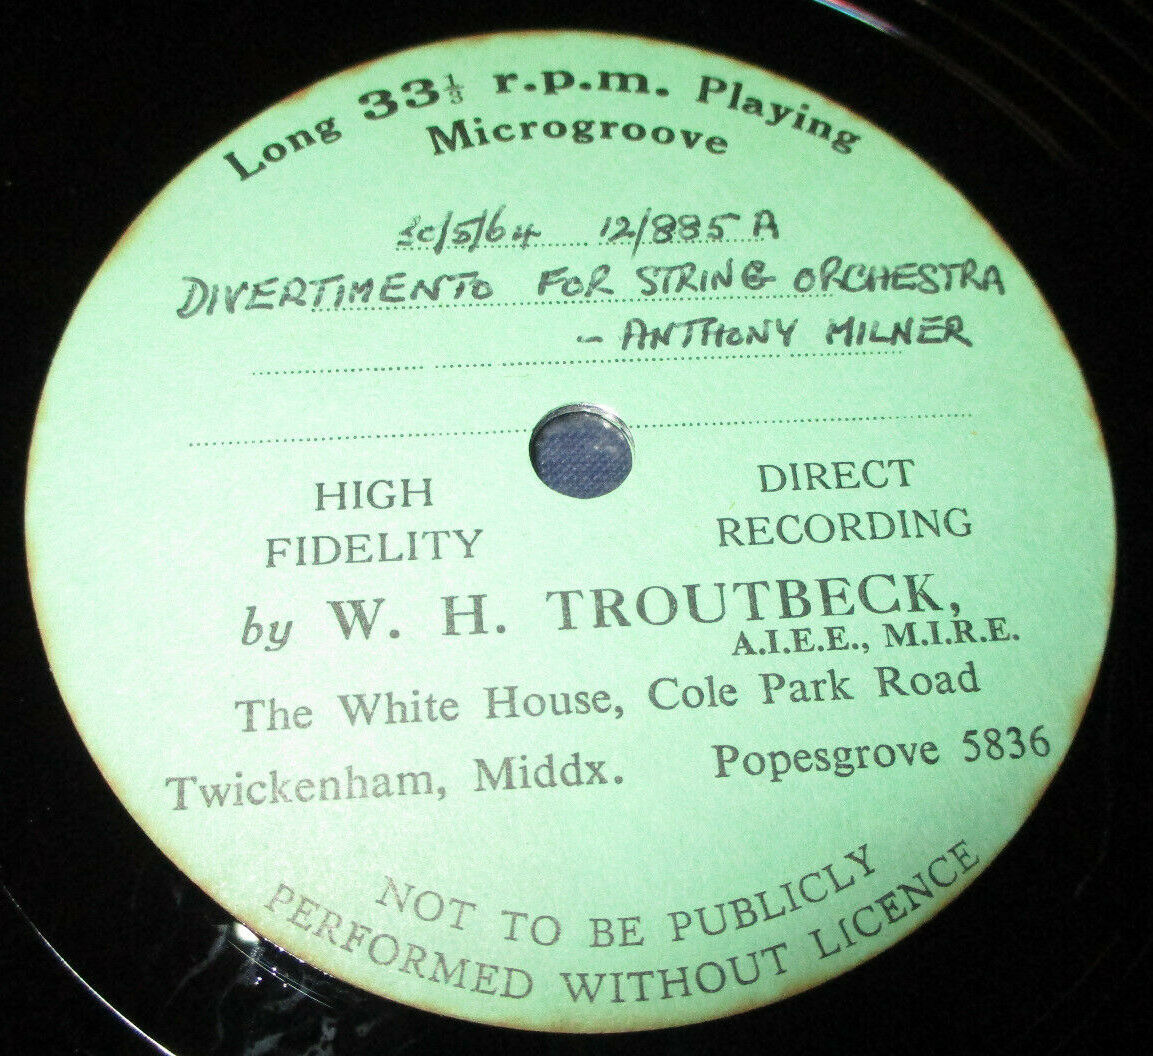 Long 33⅓ r.p.m. Playing
Microgroove
12/885 A
DIVERTIMENTO FOR STRING ORCHESTRA
- ANTHONY MILNER
HIGH FIDELITY
DIRECT RECORDING
by W. H. TROUTBECK,
A.I.E.E., M.I.R.E.
The White House, Cole Park Road
Twickenham, Middx. Popesgrove 5836
NOT TO BE PUBLICLY
PERFORMED WITHOUT LICENCE